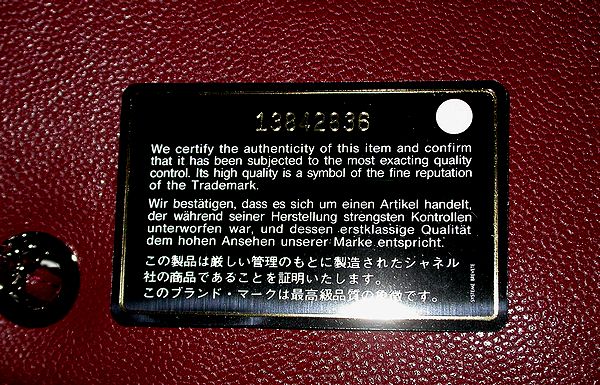 13842836
We certify the authenticity of this item and confirm
that it has been subjected to the most exacting quality
control. Its high quality is a symbol of the fine reputation
of the Trademark.
Wir bestätigen, dass es sich um einen Artikel handelt,
der während seiner Herstellung strengsten Kontrollen
unterworfen war, und dessen erstklassige Qualität
dem hohen Ansehen unserer Marke entspricht.
この製品は厳しい管理のもとに製造されたシャネル
社の商品であることを証明いたします。
このブランド・マークは最高級品質の象徴です。